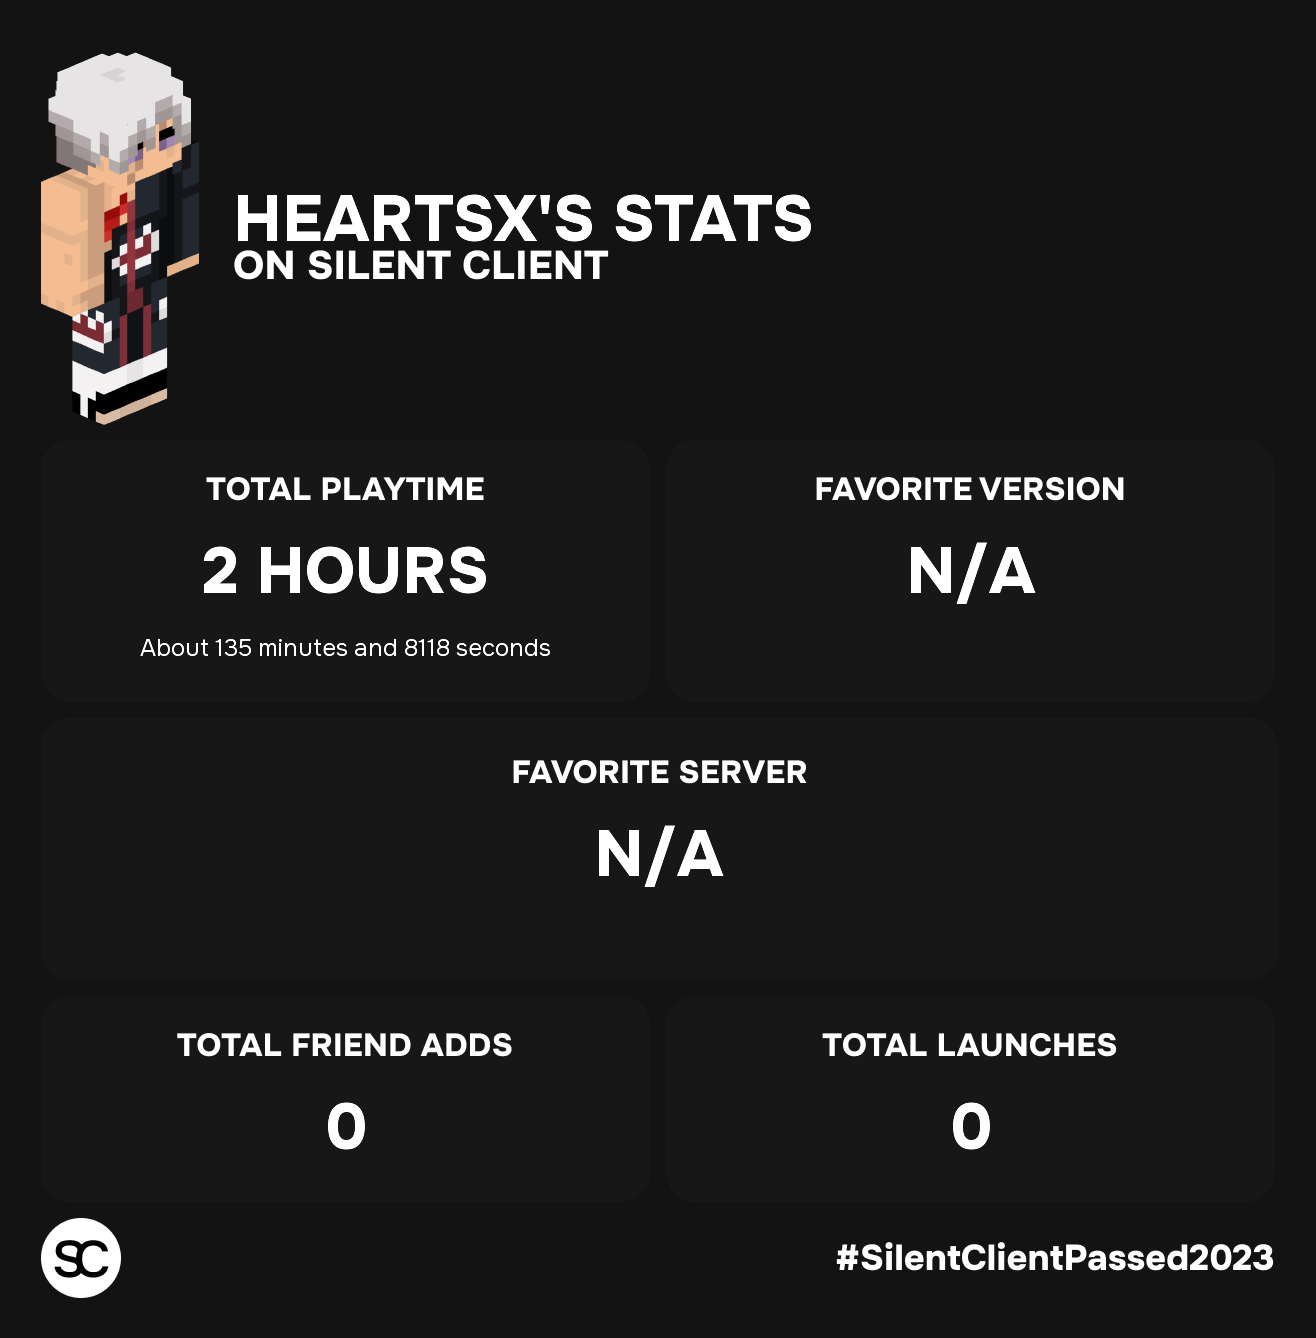 HEARTSX'S STATS
ON SILENT CLIENT
TOTAL PLAYTIME
2 HOURS
About 135 minutes and 8118 seconds
FAVORITE VERSION
N/A
FAVORITE SERVER
N/A
TOTAL FRIEND ADDS
0
TOTAL LAUNCHES
0
SC
#SilentClientPassed2023